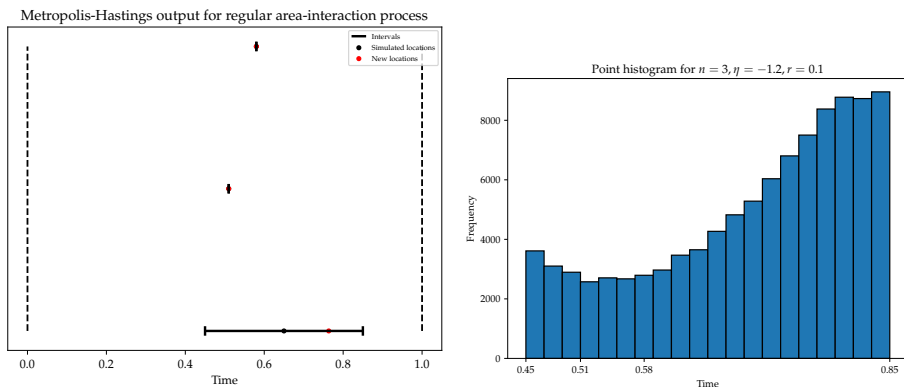 Metropolis-Hastings output for regular area-interaction process
Intervals
Simulated locations
New locations
0.0 0.2 0.4 0.6 0.8 1.0
Time
Point histogram for n = 3, η = −1.2, r = 0.1
8000
6000
4000
2000
0
Frequency
0.45 0.51 0.58 0.85
Time